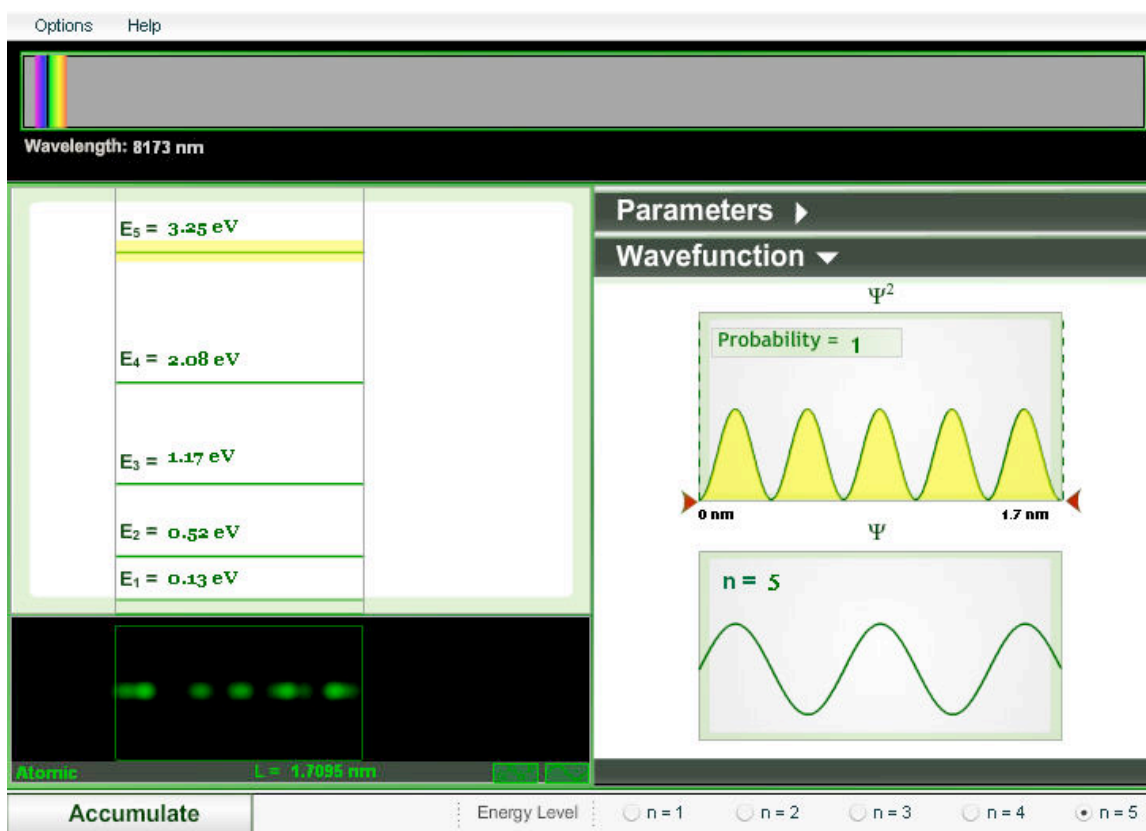 Options Help
Wavelength: 8173 nm
E₅ = 3.25 eV
E₄ = 2.08 eV
E₃ = 1.17 eV
E₂ = 0.52 eV
E₁ = 0.13 eV
Atomic L = 1.7095 nm
Parameters
Wavefunction
Ψ²
Probability = 1
0 nm 1.7 nm
Ψ
n = 5
Accumulate Energy Level n = 1 n = 2 n = 3 n = 4 n = 5